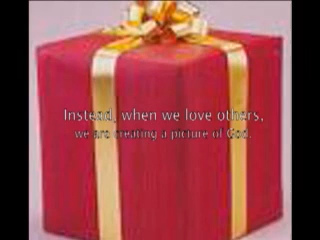 Instead, when we love others,
we are creating a picture of God.